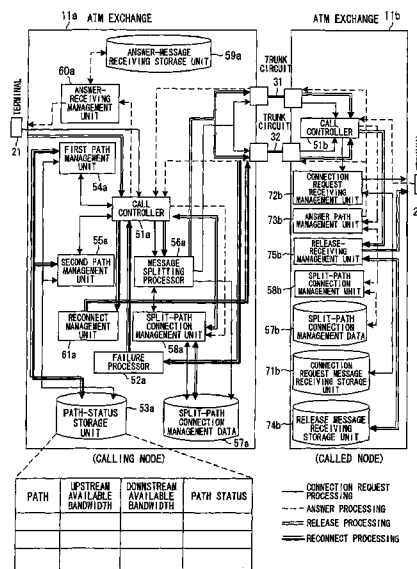 11a
ATM EXCHANGE
ATM EXCHANGE
11b
ANSWER-MESSAGE
RECEIVING STORAGE UNIT
59a
60a
ANSWER-
RECEIVING MANAGEMENT
UNIT
TERMINAL
21
FIRST PATH
MANAGEMENT
UNIT
54a
CALL
CONTROLLER
51a
55a
56a
SECOND PATH
MANAGEMENT UNIT
MESSAGE
SPLITTING
PROCESSOR
RECONNECT MANAGEMENT
UNIT
61a
SPLIT-PATH
CONNECTION
MANAGEMENT UNIT
58a
FAILURE PROCESSOR
52a
53a
PATH-STATUS
STORAGE
UNIT
SPLIT-PATH
CONNECTION
MANAGEMENT DATA
57a
(CALLING NODE)
TRUNK
CIRCUIT
31
TRUNK
CIRCUIT
32
CALL
CONTROLLER
51b
CONNECTION
REQUEST
RECEIVING
MANAGEMENT UNIT
72b
73b
ANSWER PATH
MANAGEMENT UNIT
RELEASE-
RECEIVING
MANAGEMENT UNIT
75b
SPLIT-PATH
CONNECTION
MANAGEMENT UNIT
58b
SPLIT-PATH
CONNECTION
MANAGEMENT DATA
67b
CONNECTION
REQUEST MESSAGE
RECEIVING
STORAGE UNIT
71b
RELEASE MESSAGE
RECEIVING
STORAGE UNIT
74b
(CALLED NODE)
PATH
UPSTREAM
AVAILABLE
BANDWIDTH
DOWNSTREAM
AVAILABLE
BANDWIDTH
PATH STATUS
CONNECTION REQUEST
PROCESSING
ANSWER PROCESSING
RELEASE PROCESSING
RECONNECT PROCESSING